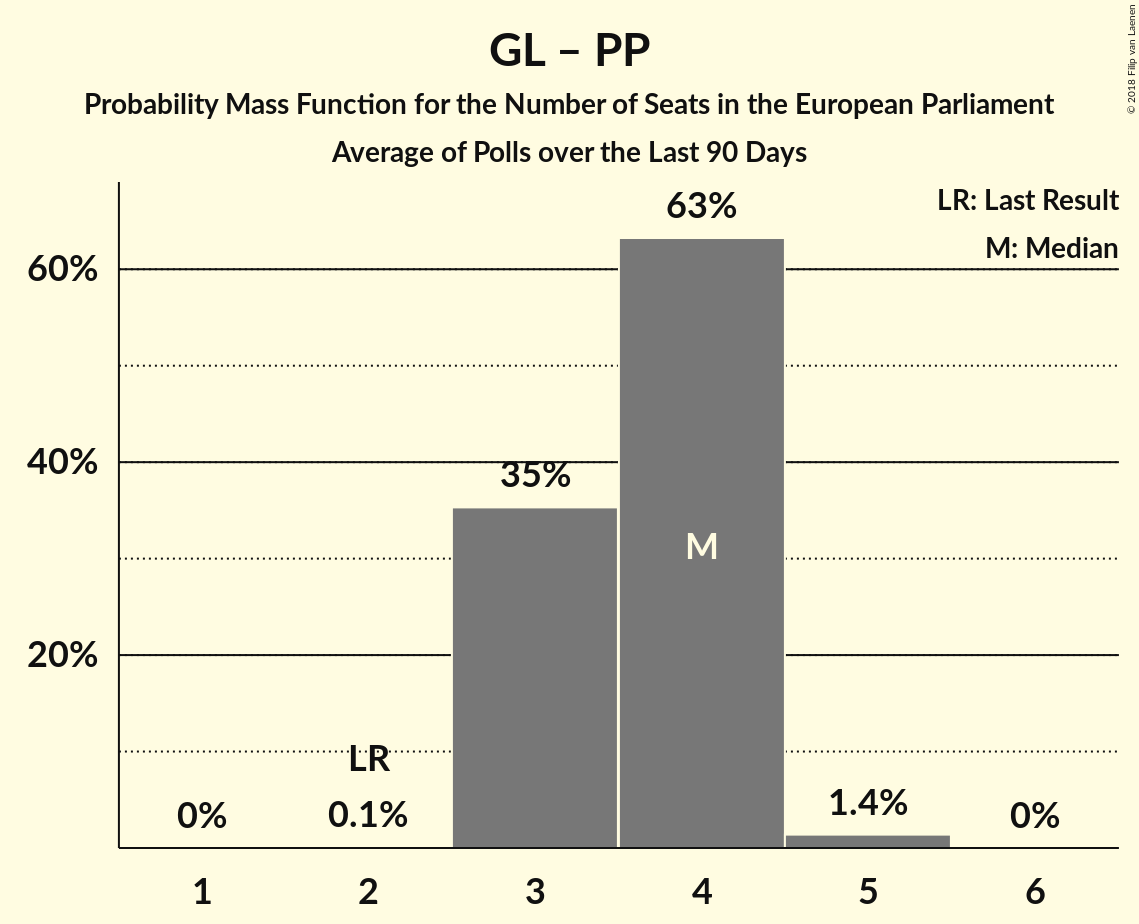 GL – PP
Probability Mass Function for the Number of Seats in the European Parliament
Average of Polls over the Last 90 Days
© 2018 Filip van Laenen
LR: Last Result
M: Median
63%
60%
40%
35%
M
20%
LR
0%
0.1%
1.4%
0%
1 2 3 4 5 6